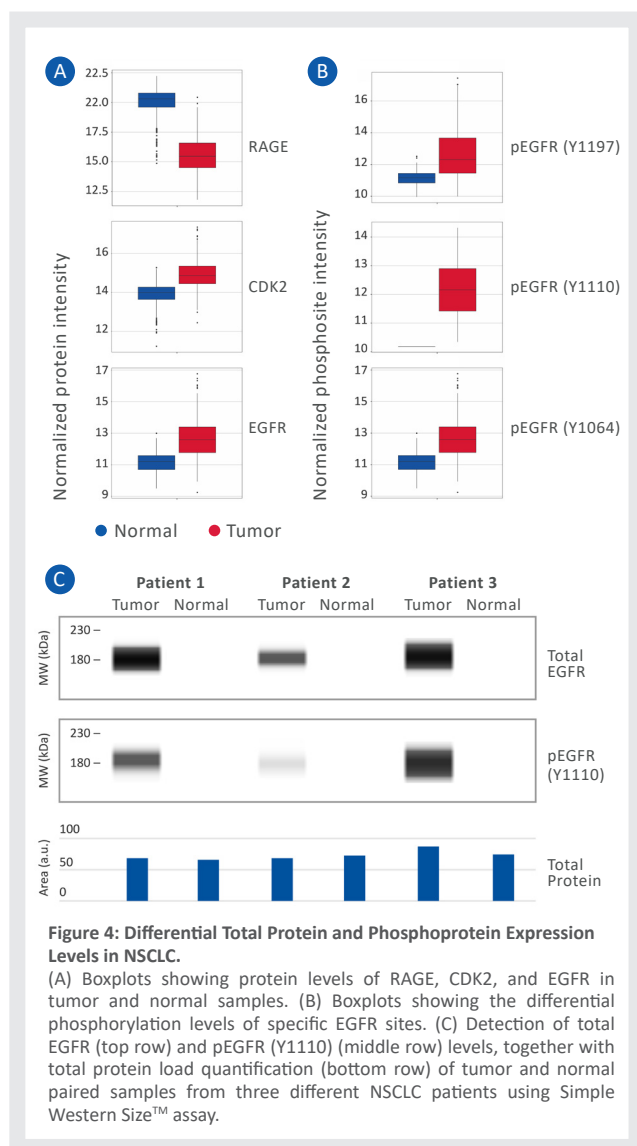 A
B
Normalized protein intensity
22.5
22.0
17.5
15.0
12.5
RAGE
16
14
12
CDK2
17
15
13
11
9
EGFR
Normalized phosphosite intensity
16
14
12
10
pEGFR (Y1197)
14
13
12
11
10
pEGFR (Y1110)
17
15
13
11
9
pEGFR (Y1064)
Normal
Tumor
C
Patient 1
Patient 2
Patient 3
Tumor Normal
Tumor Normal
Tumor Normal
MW (kDa)
230
180
Total
EGFR
MW (kDa)
230
180
pEGFR
(Y1110)
Area (a.u.)
100
50
0
Total
Protein
Figure 4: Differential Total Protein and Phosphoprotein Expression
Levels in NSCLC.
(A) Boxplots showing protein levels of RAGE, CDK2, and EGFR in
tumor and normal samples. (B) Boxplots showing the differential
phosphorylation levels of specific EGFR sites. (C) Detection of total
EGFR (top row) and pEGFR (Y1110) (middle row) levels, together with
total protein load quantification (bottom row) of tumor and normal
paired samples from three different NSCLC patients using Simple
Western Size™ assay.